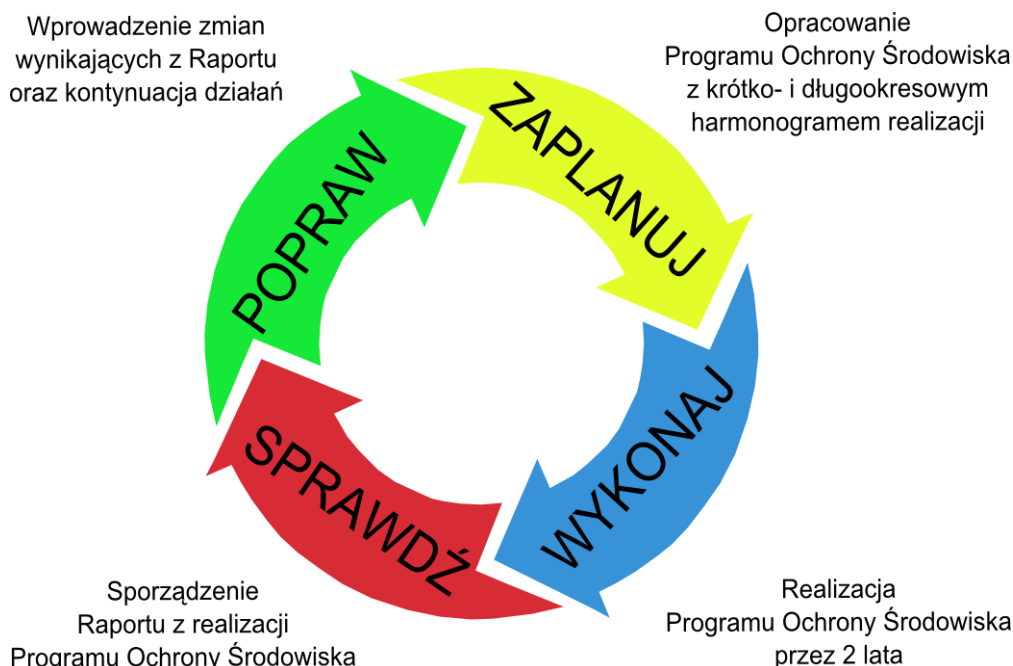 Wprowadzenie zmian
wynikających z Raportu
oraz kontynuacja działań
Opracowanie
Programu Ochrony Środowiska
z krótko- i długookresowym
harmonogramem realizacji
POPRAW
ZAPLANUJ
SPRAWDŹ
WYKONAJ
Sporządzenie
Raportu z realizacji
Programu Ochrony Środowiska
Realizacja
Programu Ochrony Środowiska
przez 2 lata